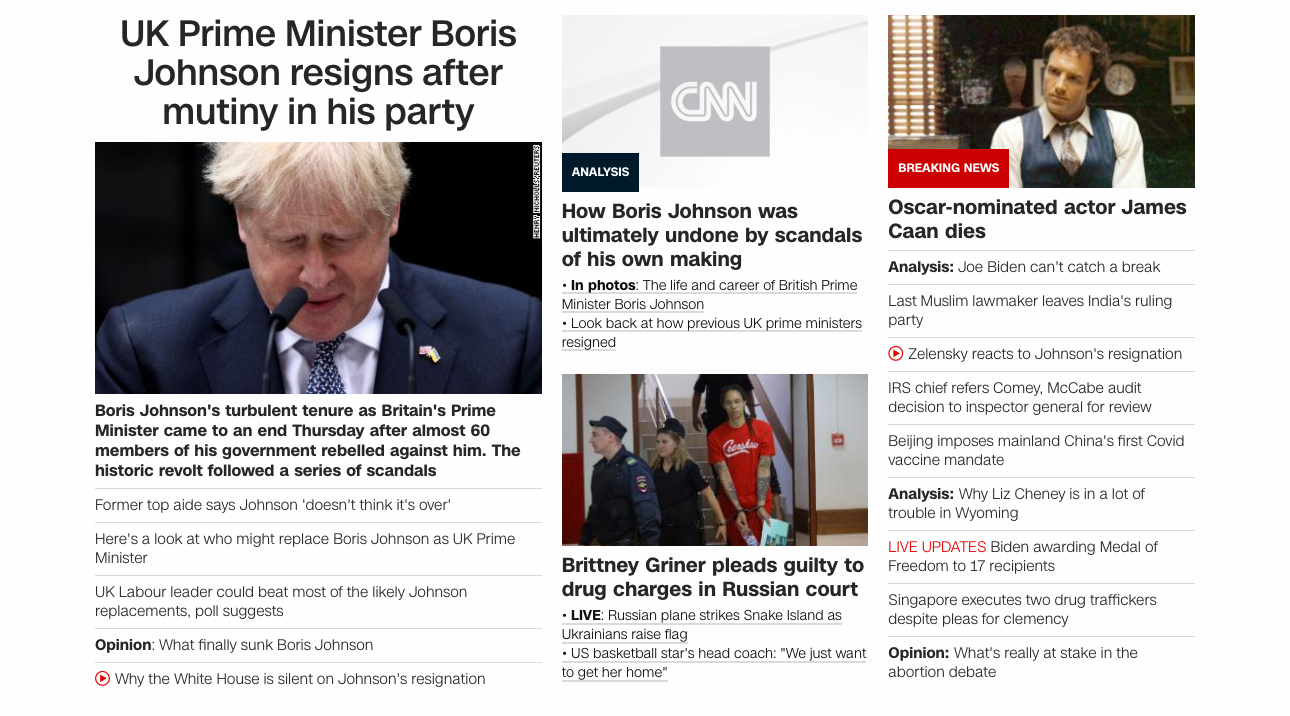 UK Prime Minister Boris
Johnson resigns after
mutiny in his party
HENRY NICHOLLS/REUTERS
Boris Johnson's turbulent tenure as Britain's Prime
Minister came to an end Thursday after almost 60
members of his government rebelled against him. The
historic revolt followed a series of scandals
Former top aide says Johnson 'doesn't think it's over'
Here's a look at who might replace Boris Johnson as UK Prime
Minister
UK Labour leader could beat most of the likely Johnson
replacements, poll suggests
Opinion: What finally sunk Boris Johnson
Why the White House is silent on Johnson's resignation
CNN
ANALYSIS
How Boris Johnson was
ultimately undone by scandals
of his own making
• In photos: The life and career of British Prime
Minister Boris Johnson
• Look back at how previous UK prime ministers
resigned
Crenshaw
Brittney Griner pleads guilty to
drug charges in Russian court
• LIVE: Russian plane strikes Snake Island as
Ukrainians raise flag
• US basketball star's head coach: "We just want
to get her home"
BREAKING NEWS
Oscar-nominated actor James
Caan dies
Analysis: Joe Biden can't catch a break
Last Muslim lawmaker leaves India's ruling
party
Zelensky reacts to Johnson's resignation
IRS chief refers Comey, McCabe audit
decision to inspector general for review
Beijing imposes mainland China's first Covid
vaccine mandate
Analysis: Why Liz Cheney is in a lot of
trouble in Wyoming
LIVE UPDATES Biden awarding Medal of
Freedom to 17 recipients
Singapore executes two drug traffickers
despite pleas for clemency
Opinion: What's really at stake in the
abortion debate